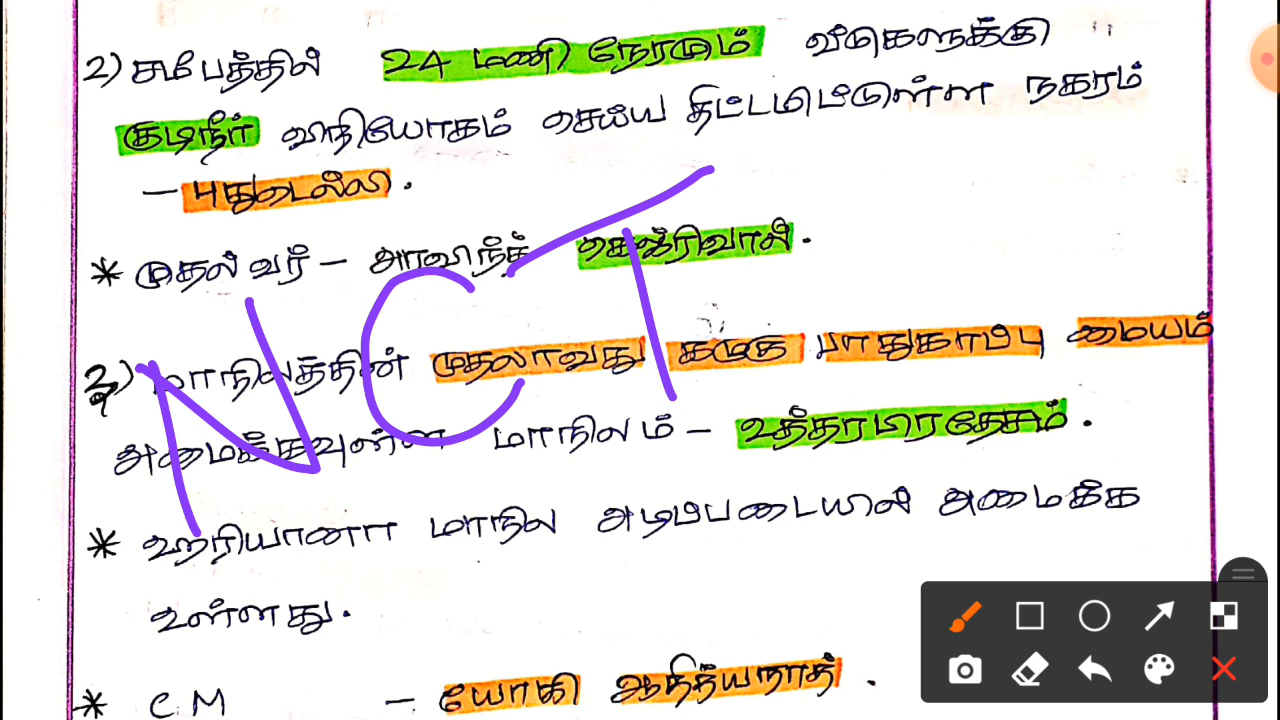 2) சமீபத்தில் 24 மணி நேரமும் வீடுகளுக்கு
குடிநீர் விநியோகம் செய்ய திட்டமிட்டுள்ள நகரம்
– புதுடெல்லி.
* முதல்வர் – அரவிந்த் கெஜ்ரிவால்.
NCT
3) மாநிலத்தின் முதலாவது கழுகு பாதுகாப்பு மையம்
அமைக்கவுள்ள மாநிலம் – உத்தரபிரதேசம்.
* ஹரியானா மாநில அடிப்படையில் அமைக்க
உள்ளது.
* C.M – யோகி ஆதித்யநாத்.